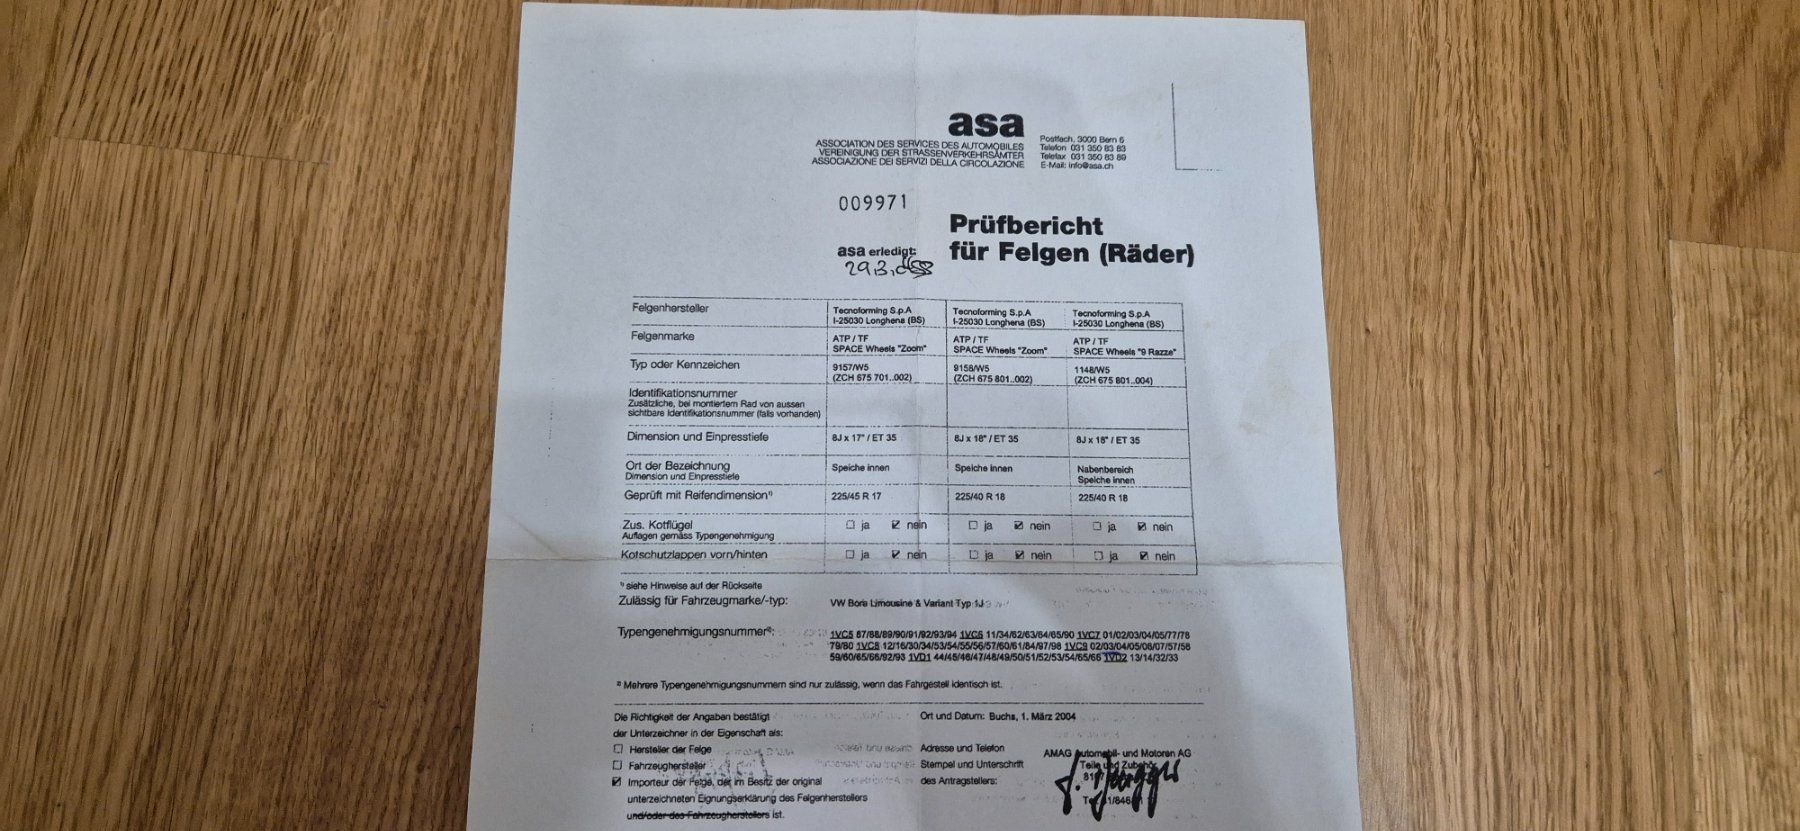 asa
ASSOCIATION DES SERVICES DES AUTOMOBILES
VEREINIGUNG DER STRASSENVERKEHRSÄMTER
ASSOCIAZIONE DEI SERVIZI DELLA CIRCOLAZIONE
Postfach, 3000 Bern 6
Telefon 031 350 83 83
Telefax 031 350 83 89
E-Mail: info@asa.ch
009971
Prüfbericht
für Felgen (Räder)
asa erledigt:
29.3.
Felgenhersteller
Tecnoforming S.p.A
I-25030 Longhena (BS)
Tecnoforming S.p.A
I-25030 Longhena (BS)
Tecnoforming S.p.A
I-25030 Longhena (BS)
Felgenmarke
ATP / TF
SPACE Wheels "Zoom"
ATP / TF
SPACE Wheels "Zoom"
ATP / TF
SPACE Wheels "9 Razze"
Typ oder Kennzeichen
9157/W5
(ZCH 675 701..002)
9158/W5
(ZCH 675 801..002)
1148/W5
(ZCH 675 801..004)
Identifikationsnummer
Zusätzliche, bei montiertem Rad von aussen
sichtbare Identifikationsnummer (falls vorhanden)
Dimension und Einpresstiefe
8J x 17" / ET 35
8J x 18" / ET 35
8J x 18" / ET 35
Ort der Bezeichnung
Dimension und Einpresstiefe
Speiche innen
Speiche innen
Nabenbereich
Speiche innen
Geprüft mit Reifendimension¹⁾
225/45 R 17
225/40 R 18
225/40 R 18
Zus. Kotflügel
Auflagen gemäss Typengenehmigung
ja nein
ja nein
ja nein
Kotschutzlappen vorn/hinten
ja nein
ja nein
ja nein
¹⁾ siehe Hinweise auf der Rückseite
Zulässig für Fahrzeugmarke/-typ:
VW Bora Limousine & Variant Typ 1J
Typengenehmigungsnummer²⁾:
1VC5 87/88/89/90/91/92/93/94 1VC6 11/34/62/63/64/65/90 1VC7 01/02/03/04/05/77/78
79/80 1VC8 12/16/30/34/53/54/55/56/57/60/61/84/97/98 1VC9 02/03/04/05/06/07/57/58
59/60/65/66/92/93 1VD1 44/45/46/47/48/49/50/51/52/53/54/65/66 1VD2 13/14/32/33
²⁾ Mehrere Typengenehmigungsnummern sind nur zulässig, wenn das Fahrgestell identisch ist.
Die Richtigkeit der Angaben bestätigt
der Unterzeichner in der Eigenschaft als:
Hersteller der Felge
Fahrzeughersteller
Importeur der Felge, der im Besitz der original
unterzeichneten Eignungserklärung des Felgenherstellers
und/oder des Fahrzeugherstellers ist.
Ort und Datum: Buchs, 1. März 2004
Adresse und Telefon
Stempel und Unterschrift
des Antragstellers:
AMAG Automobil- und Motoren AG
Teile und Zubehör